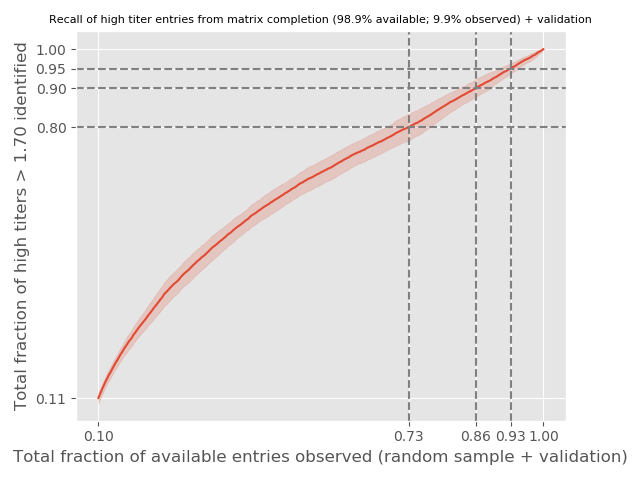 Recall of high titer entries from matrix completion (98.9% available; 9.9% observed) + validation
Total fraction of high titers > 1.70 identified
1.00
0.95
0.90
0.80
0.11
0.10 0.73 0.86 0.93 1.00
Total fraction of available entries observed (random sample + validation)